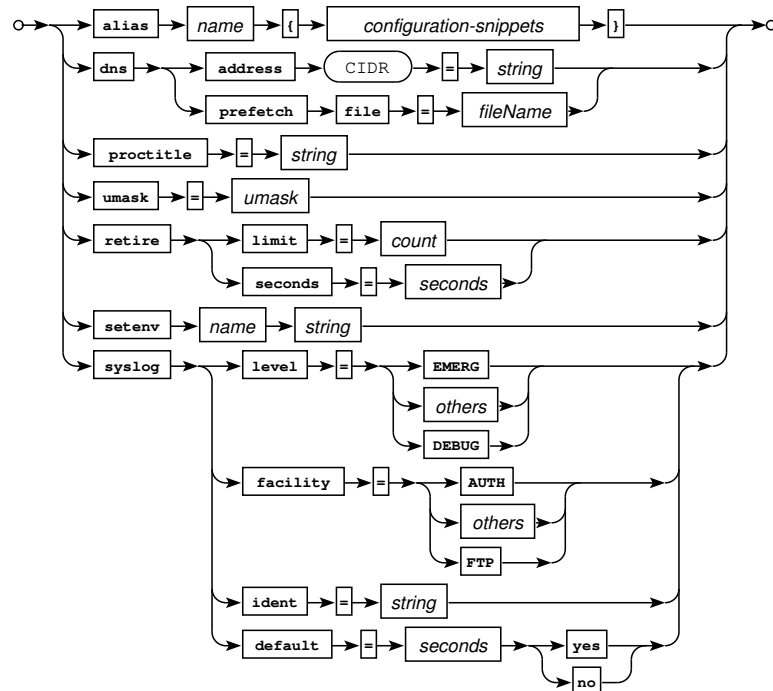 alias name { configuration-snippets }
dns address CIDR = string
prefetch file = fileName
proctitle = string
umask = umask
retire limit = count
seconds = seconds
setenv name string
syslog level = EMERG
others
DEBUG
facility = AUTH
others
FTP
ident = string
default = seconds yes
no